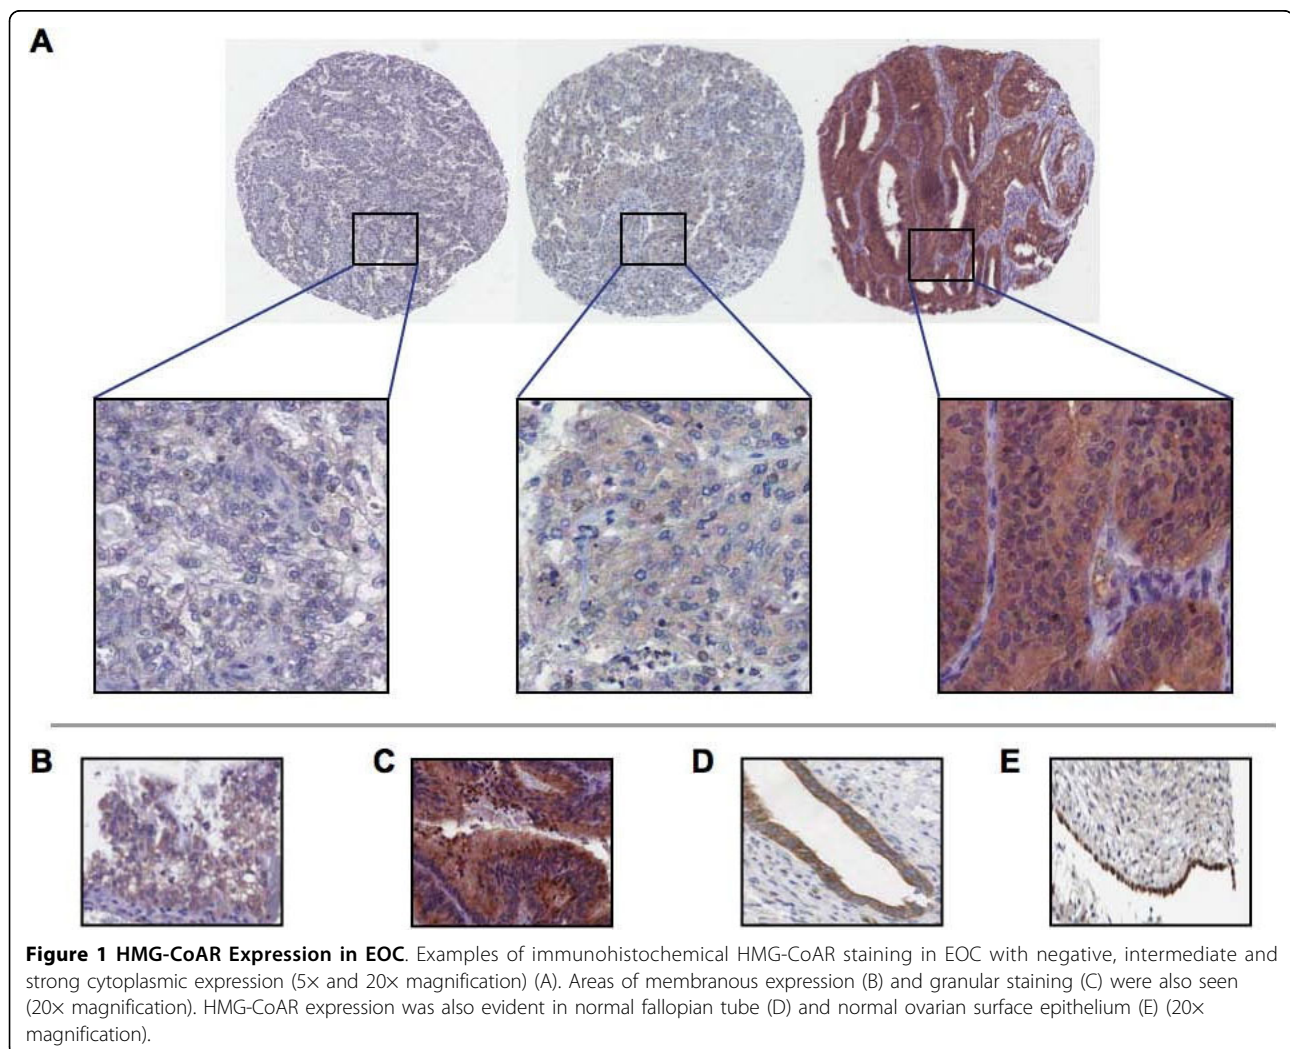 A
B
C
D
E
Figure 1 HMG-CoAR Expression in EOC. Examples of immunohistochemical HMG-CoAR staining in EOC with negative, intermediate and
strong cytoplasmic expression (5× and 20× magnification) (A). Areas of membranous expression (B) and granular staining (C) were also seen
(20× magnification). HMG-CoAR expression was also evident in normal fallopian tube (D) and normal ovarian surface epithelium (E) (20×
magnification).